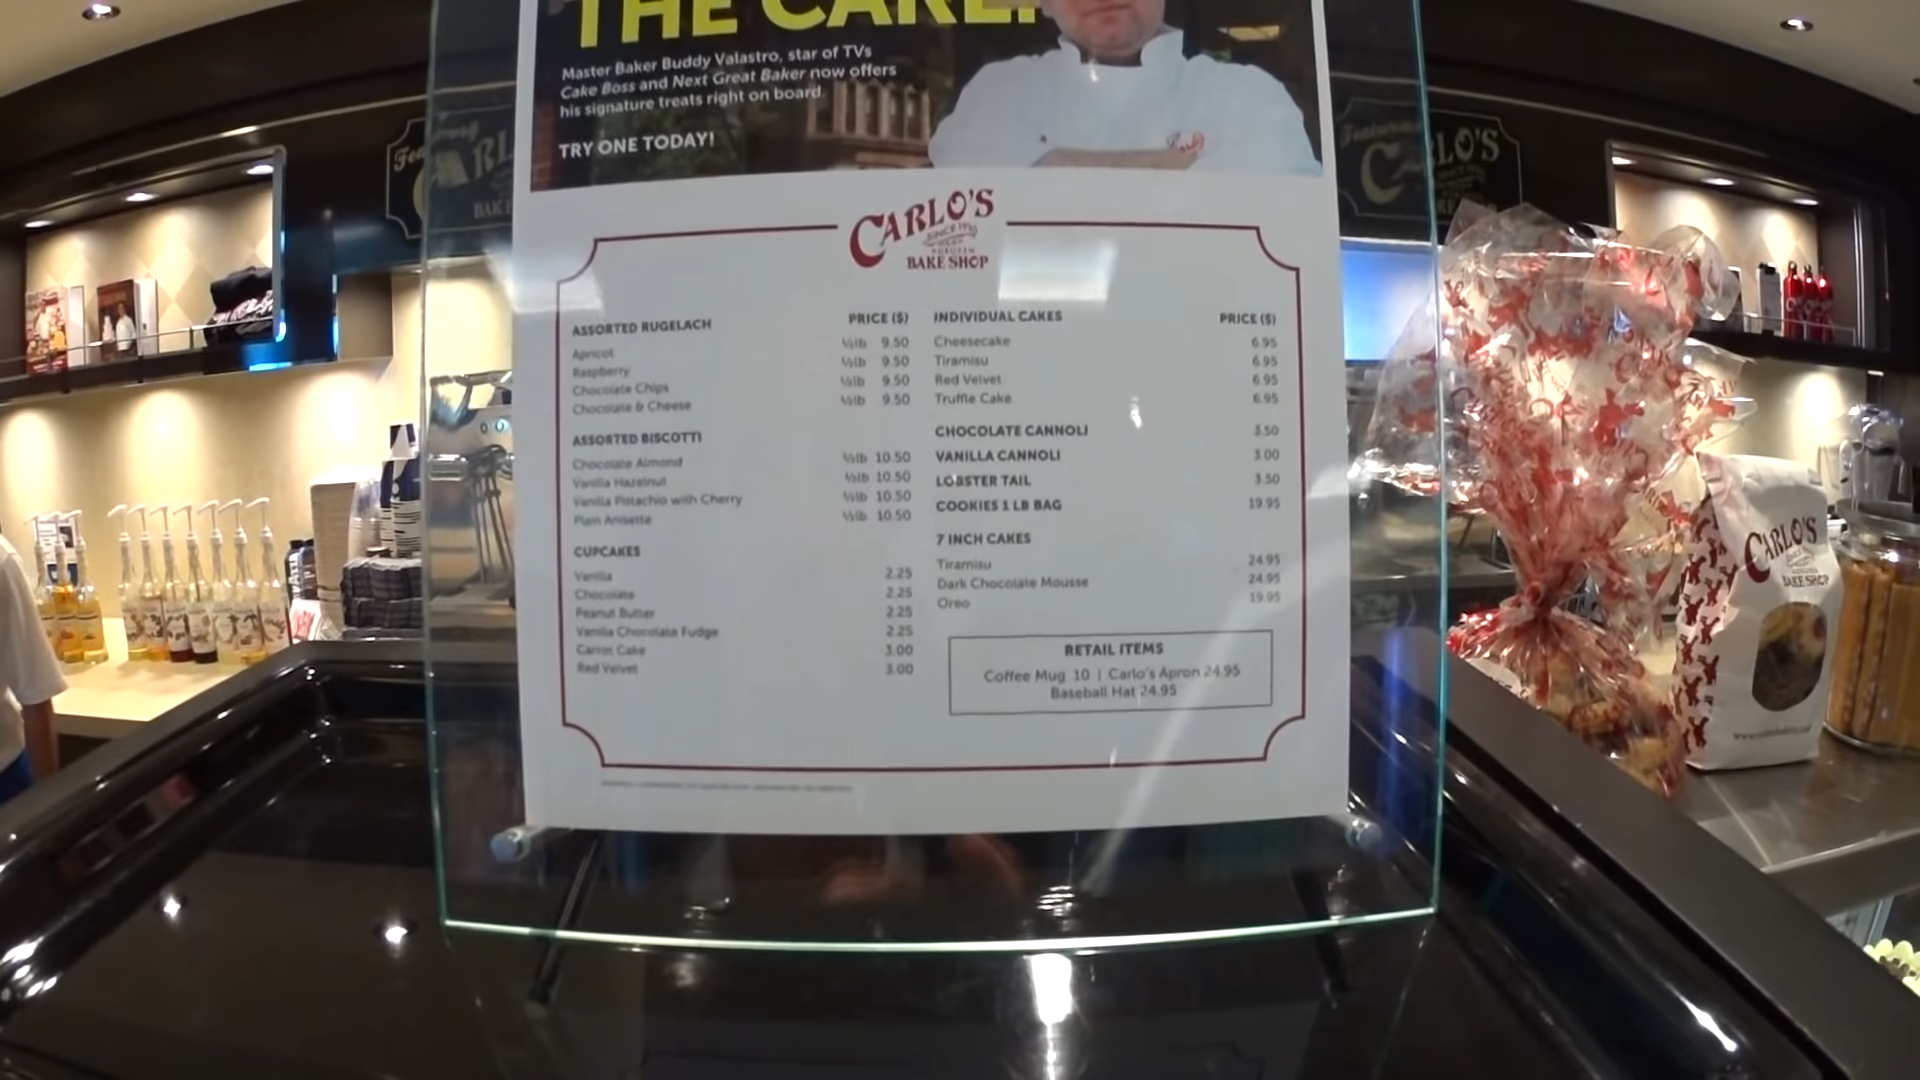 THE CAKE!
Master Baker Buddy Valastro, star of TVs
Cake Boss and Next Great Baker now offers
his signature treats right on board
TRY ONE TODAY!
CARLO'S
SINCE 1910
HOBOKEN
BAKE SHOP
ASSORTED RUGELACH PRICE ($)
Apricot ½lb 9.50
Raspberry ½lb 9.50
Chocolate Chips ½lb 9.50
Chocolate & Cheese ½lb 9.50
ASSORTED BISCOTTI
Chocolate Almond ½lb 10.50
Vanilla Hazelnut ½lb 10.50
Vanilla Pistachio with Cherry ½lb 10.50
Plain Anisette ½lb 10.50
CUPCAKES
Vanilla 2.25
Chocolate 2.25
Peanut Butter 2.25
Vanilla Chocolate Fudge 2.25
Carrot Cake 3.00
Red Velvet 3.00
INDIVIDUAL CAKES PRICE ($)
Cheesecake 6.95
Tiramisu 6.95
Red Velvet 6.95
Truffle Cake 6.95
CHOCOLATE CANNOLI 3.50
VANILLA CANNOLI 3.00
LOBSTER TAIL 3.50
COOKIES 1 LB BAG 19.95
7 INCH CAKES
Tiramisu 24.95
Dark Chocolate Mousse 24.95
Oreo 19.95
RETAIL ITEMS
Coffee Mug 10 | Carlo's Apron 24.95
Baseball Hat 24.95
CARLO'S
BAKE SHOP